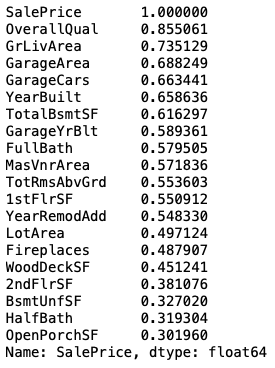 SalePrice 1.000000
OverallQual 0.855061
GrLivArea 0.735129
GarageArea 0.688249
GarageCars 0.663441
YearBuilt 0.658636
TotalBsmtSF 0.616297
GarageYrBlt 0.589361
FullBath 0.579505
MasVnrArea 0.571836
TotRmsAbvGrd 0.553603
1stFlrSF 0.550912
YearRemodAdd 0.548330
LotArea 0.497124
Fireplaces 0.487907
WoodDeckSF 0.451241
2ndFlrSF 0.381076
BsmtUnfSF 0.327020
HalfBath 0.319304
OpenPorchSF 0.301960
Name: SalePrice, dtype: float64